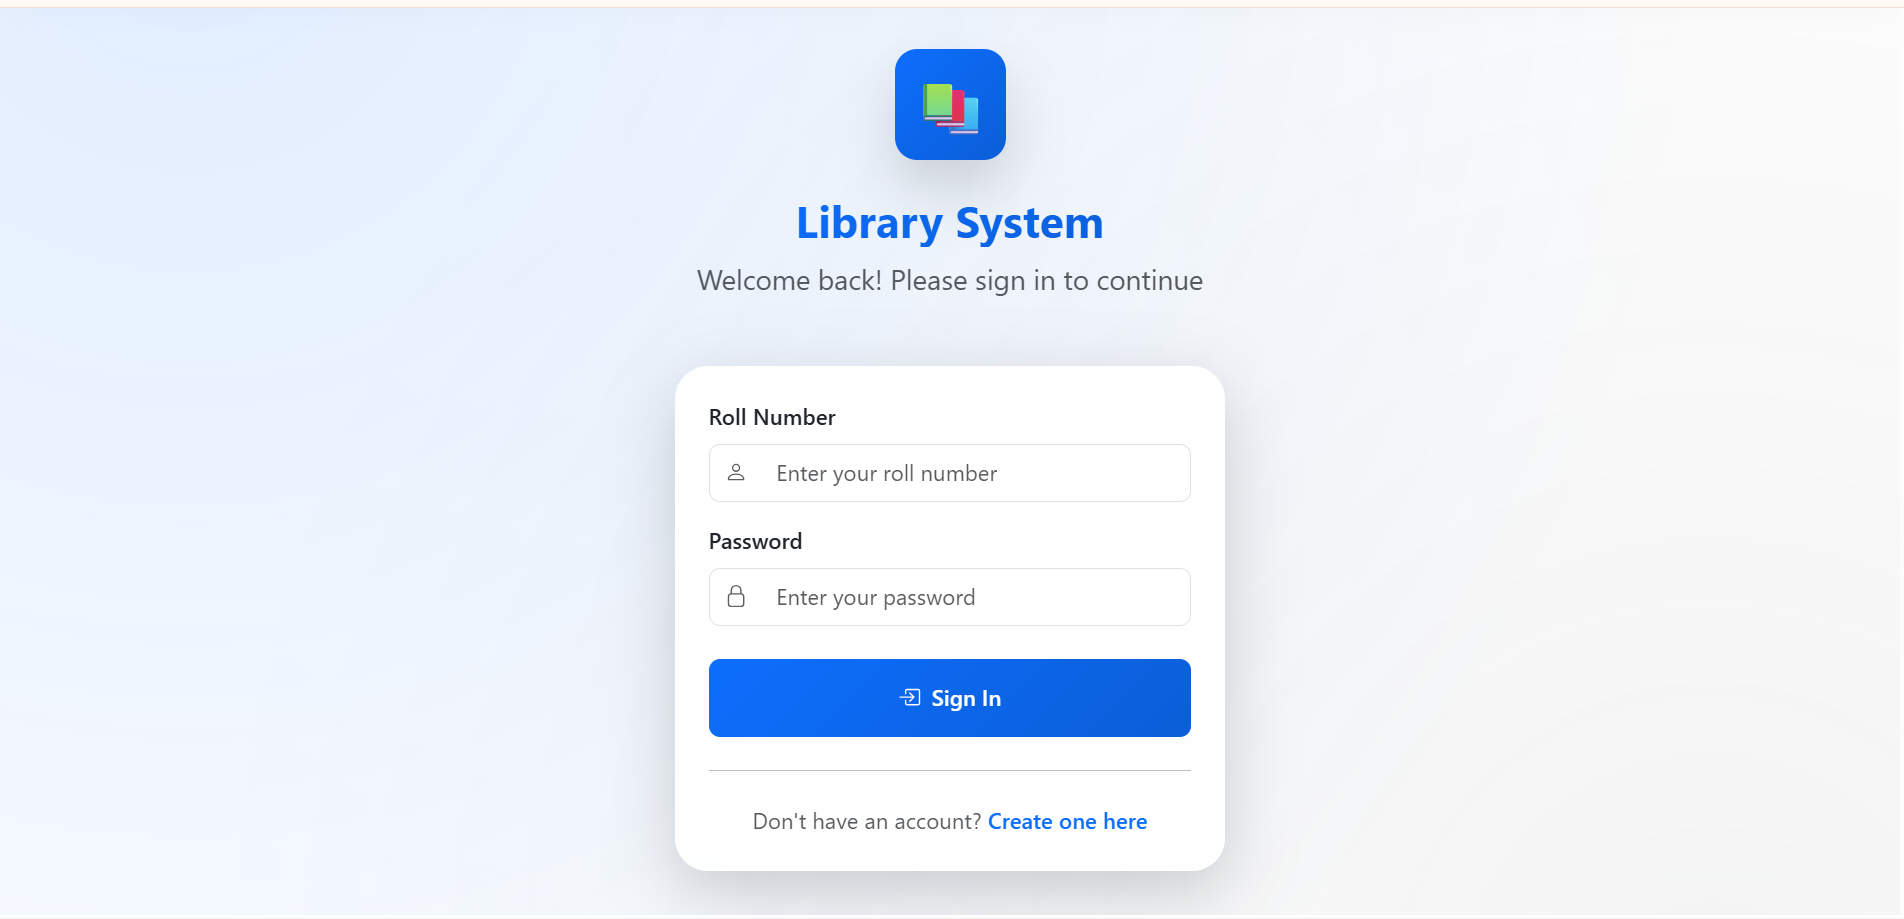 Library System
Welcome back! Please sign in to continue
Roll Number
Enter your roll number
Password
Enter your password
Sign In
Don't have an account? Create one here